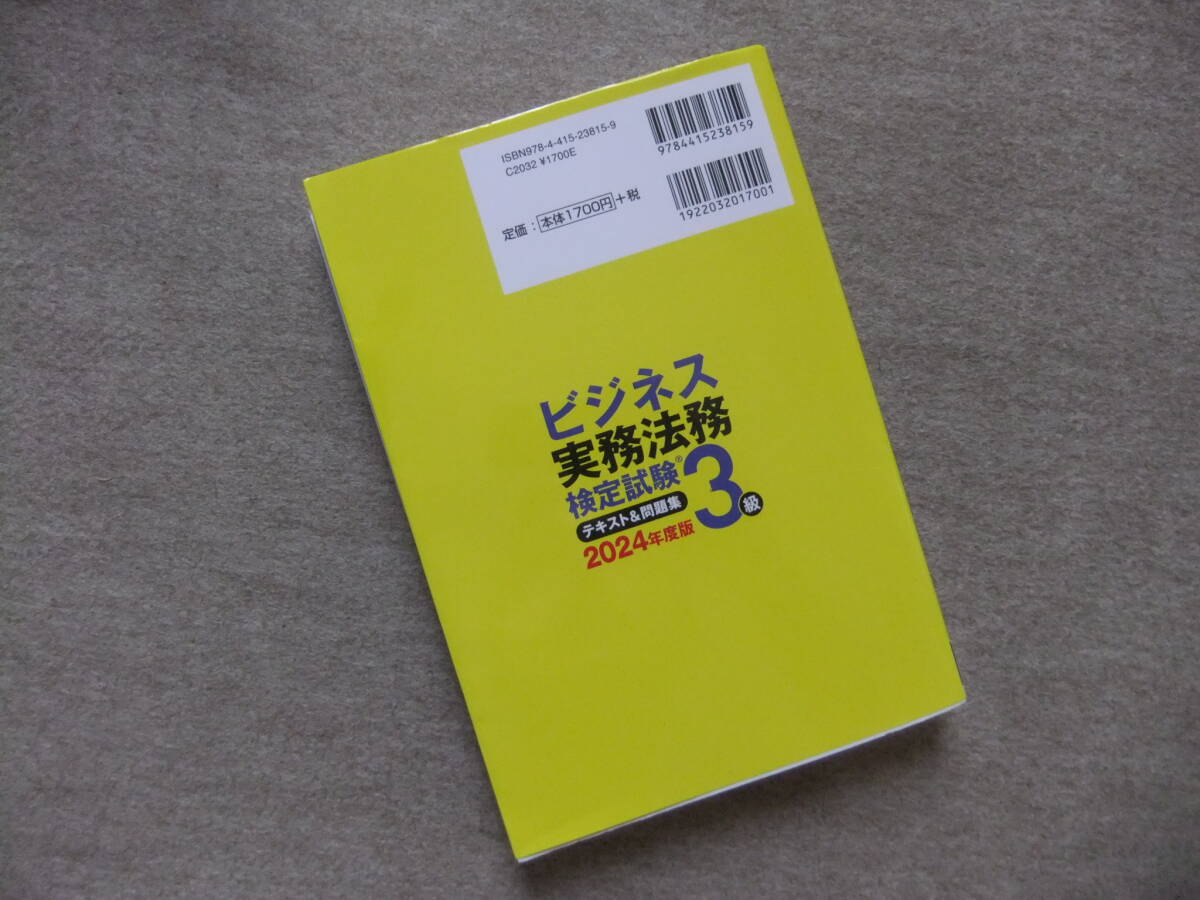 ISBN978-4-415-23815-9
C2032 ¥1700E
定価：本体1700円＋税
9784415238159
1922032017001
ビジネス
実務法務
検定試験® 3級
テキスト&問題集
2024年度版